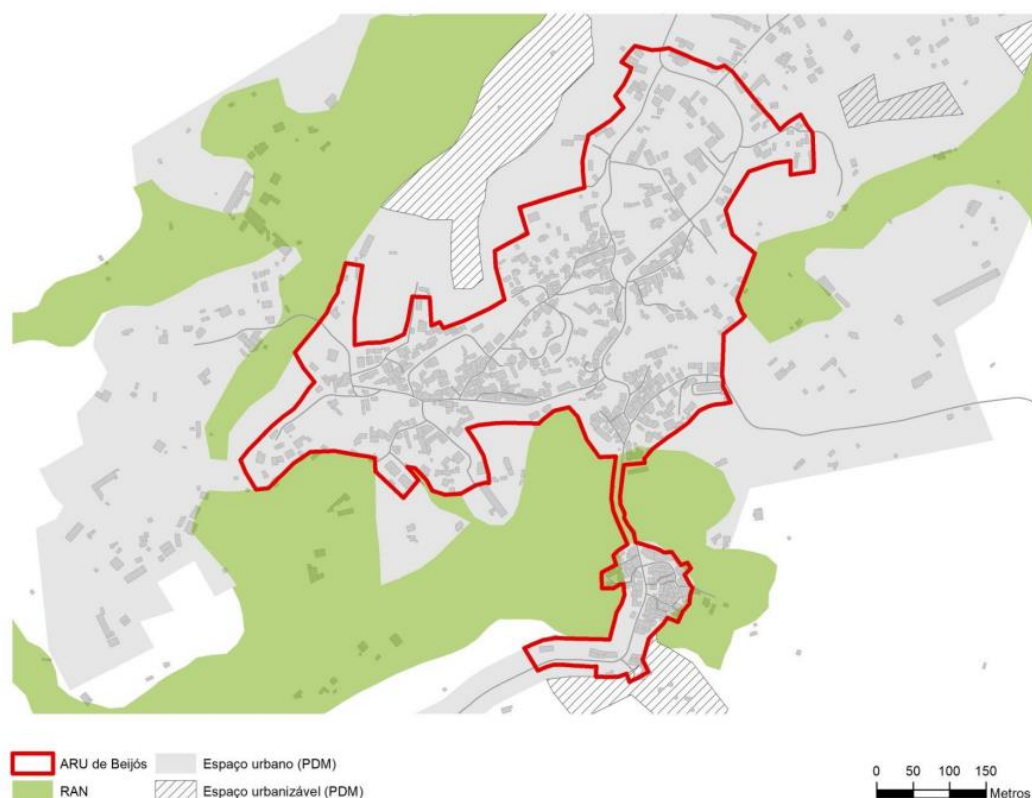 ARU de Beijós
Espaço urbano (PDM)
RAN
Espaço urbanizável (PDM)
0 50 100 150
Metros